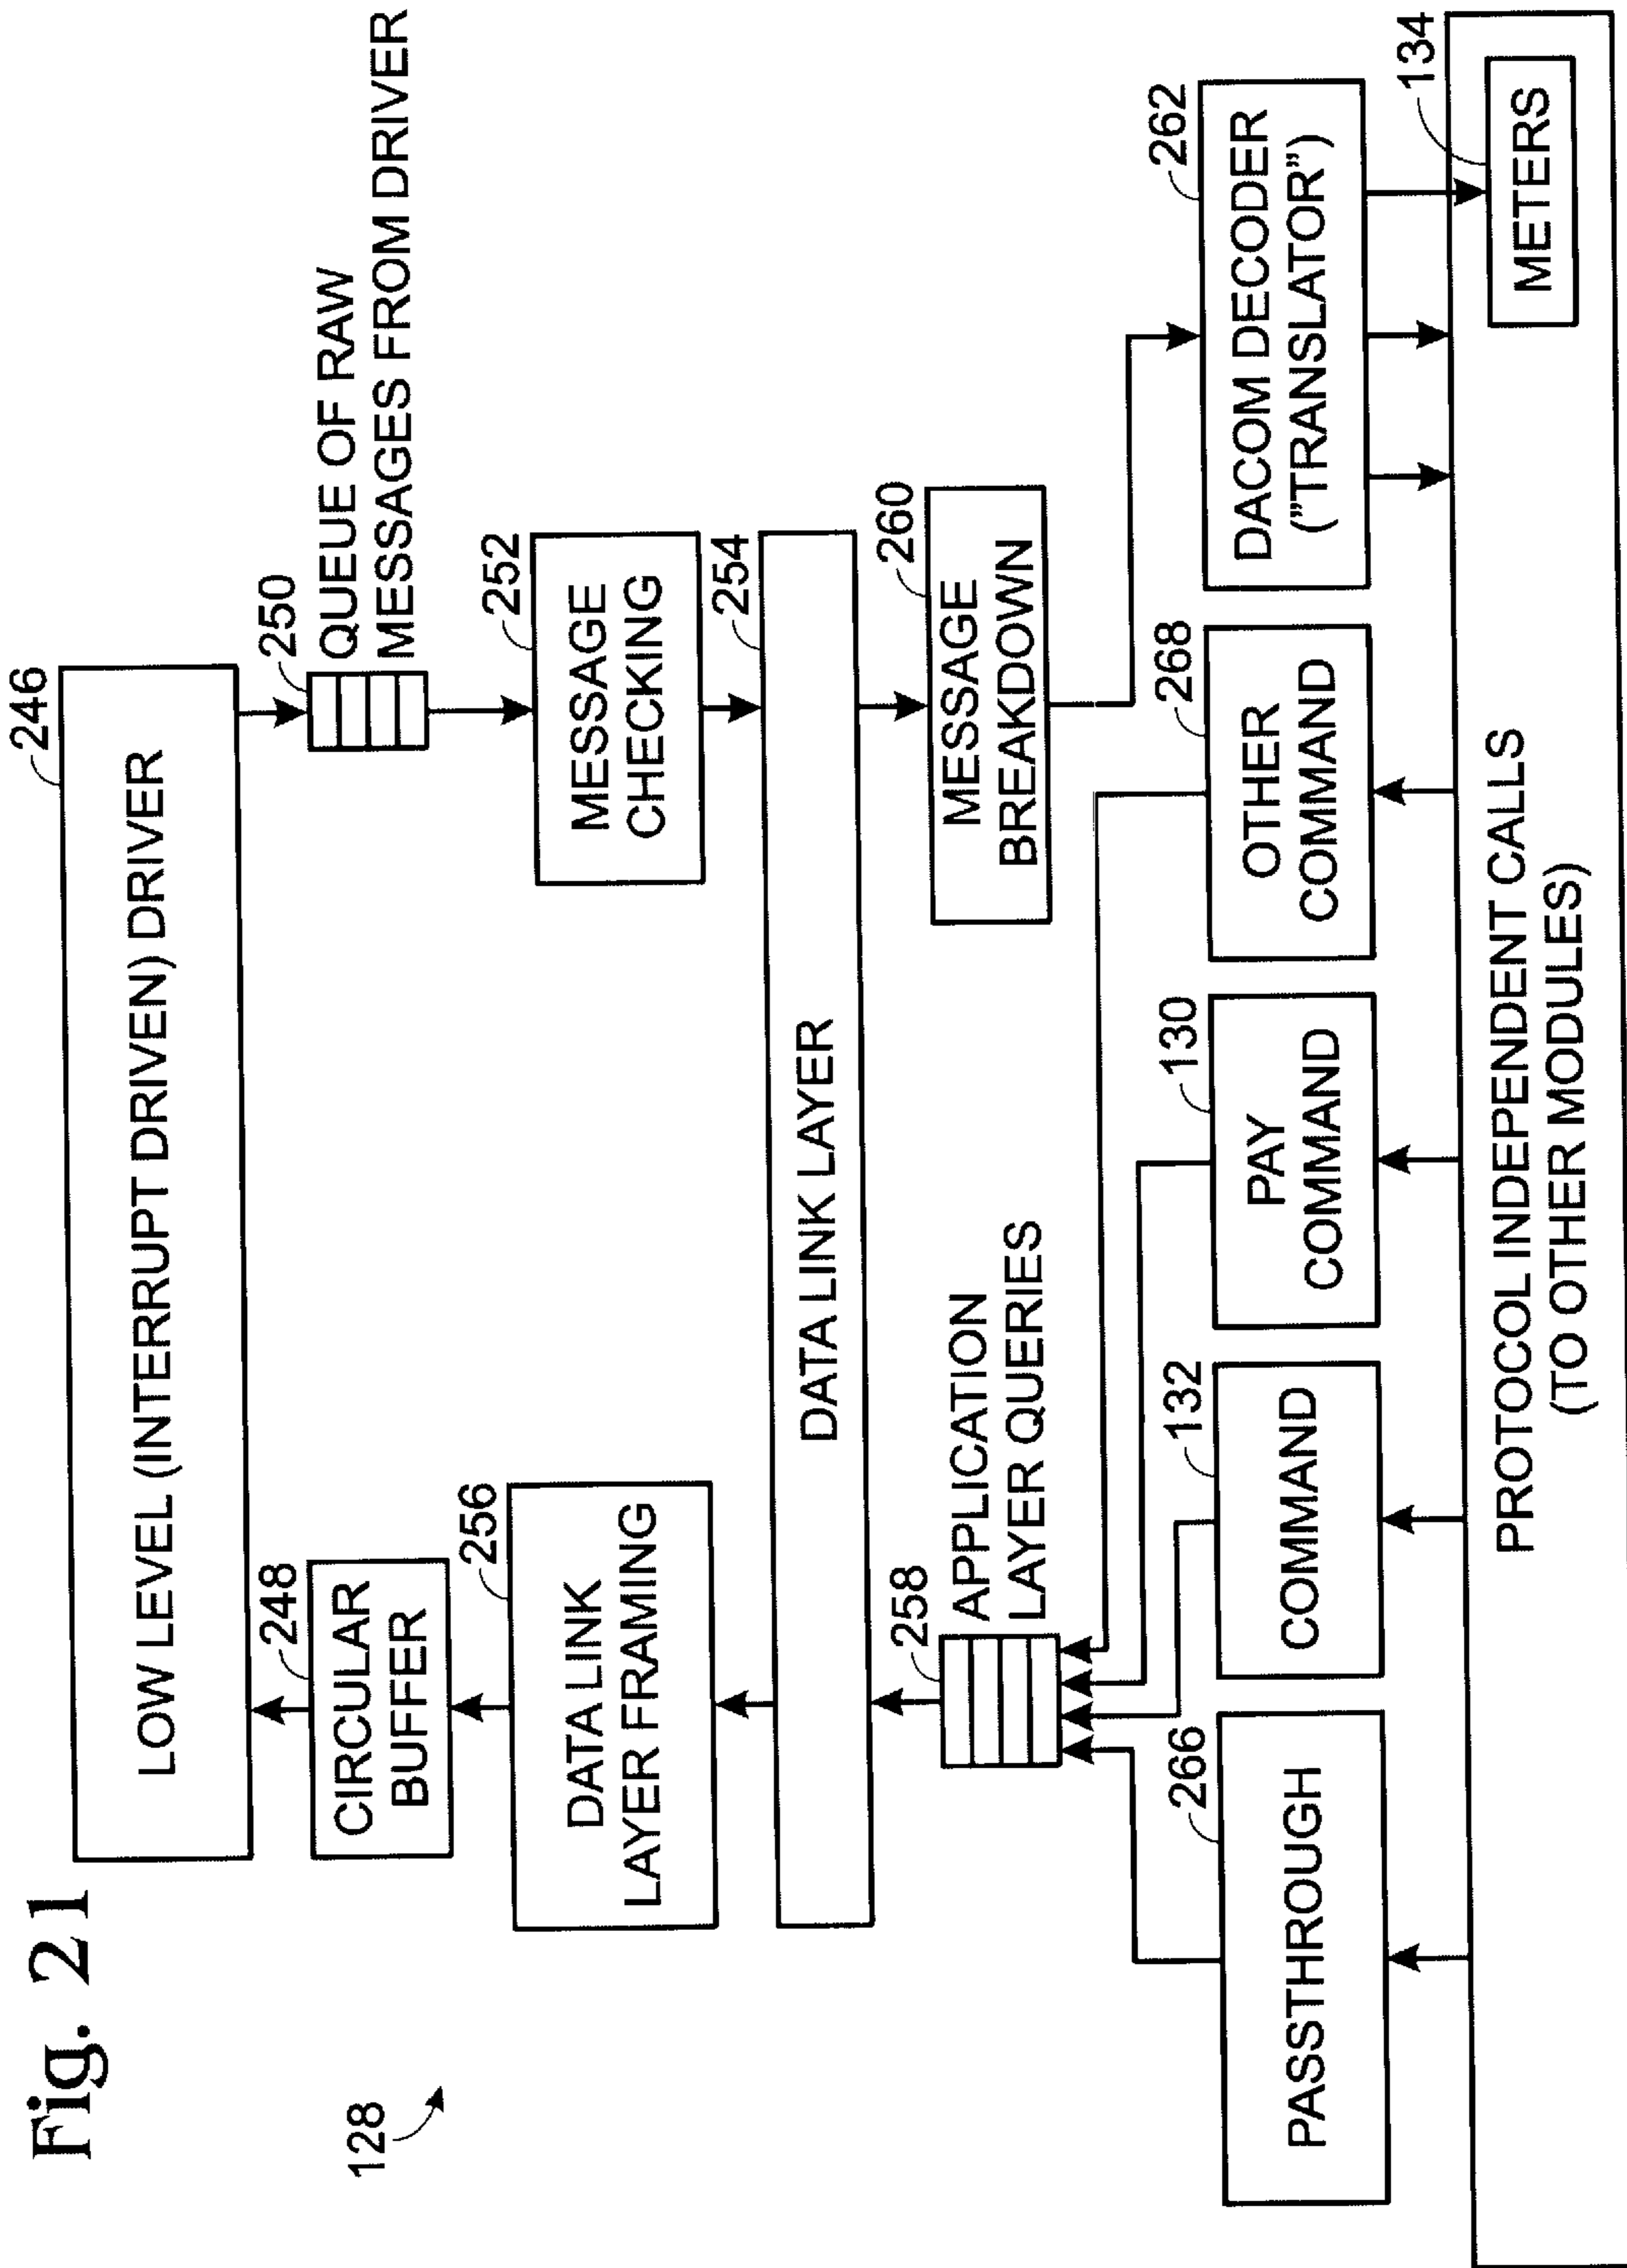 Fig. 21
128
246
LOW LEVEL (INTERRUPT DRIVEN) DRIVER
248
CIRCULAR
BUFFER
250
QUEUE OF RAW
MESSAGES FROM DRIVER
256
DATA LINK
LAYER FRAMING
252
MESSAGE
CHECKING
254
DATA LINK LAYER
258
APPLICATION
LAYER QUERIES
260
MESSAGE
BREAKDOWN
266
PASSTHROUGH
132
COMMAND
130
PAY
COMMAND
268
OTHER
COMMAND
262
DACOM DECODER
("TRANSLATOR")
134
METERS
PROTOCOL INDEPENDENT CALLS
(TO OTHER MODULES)